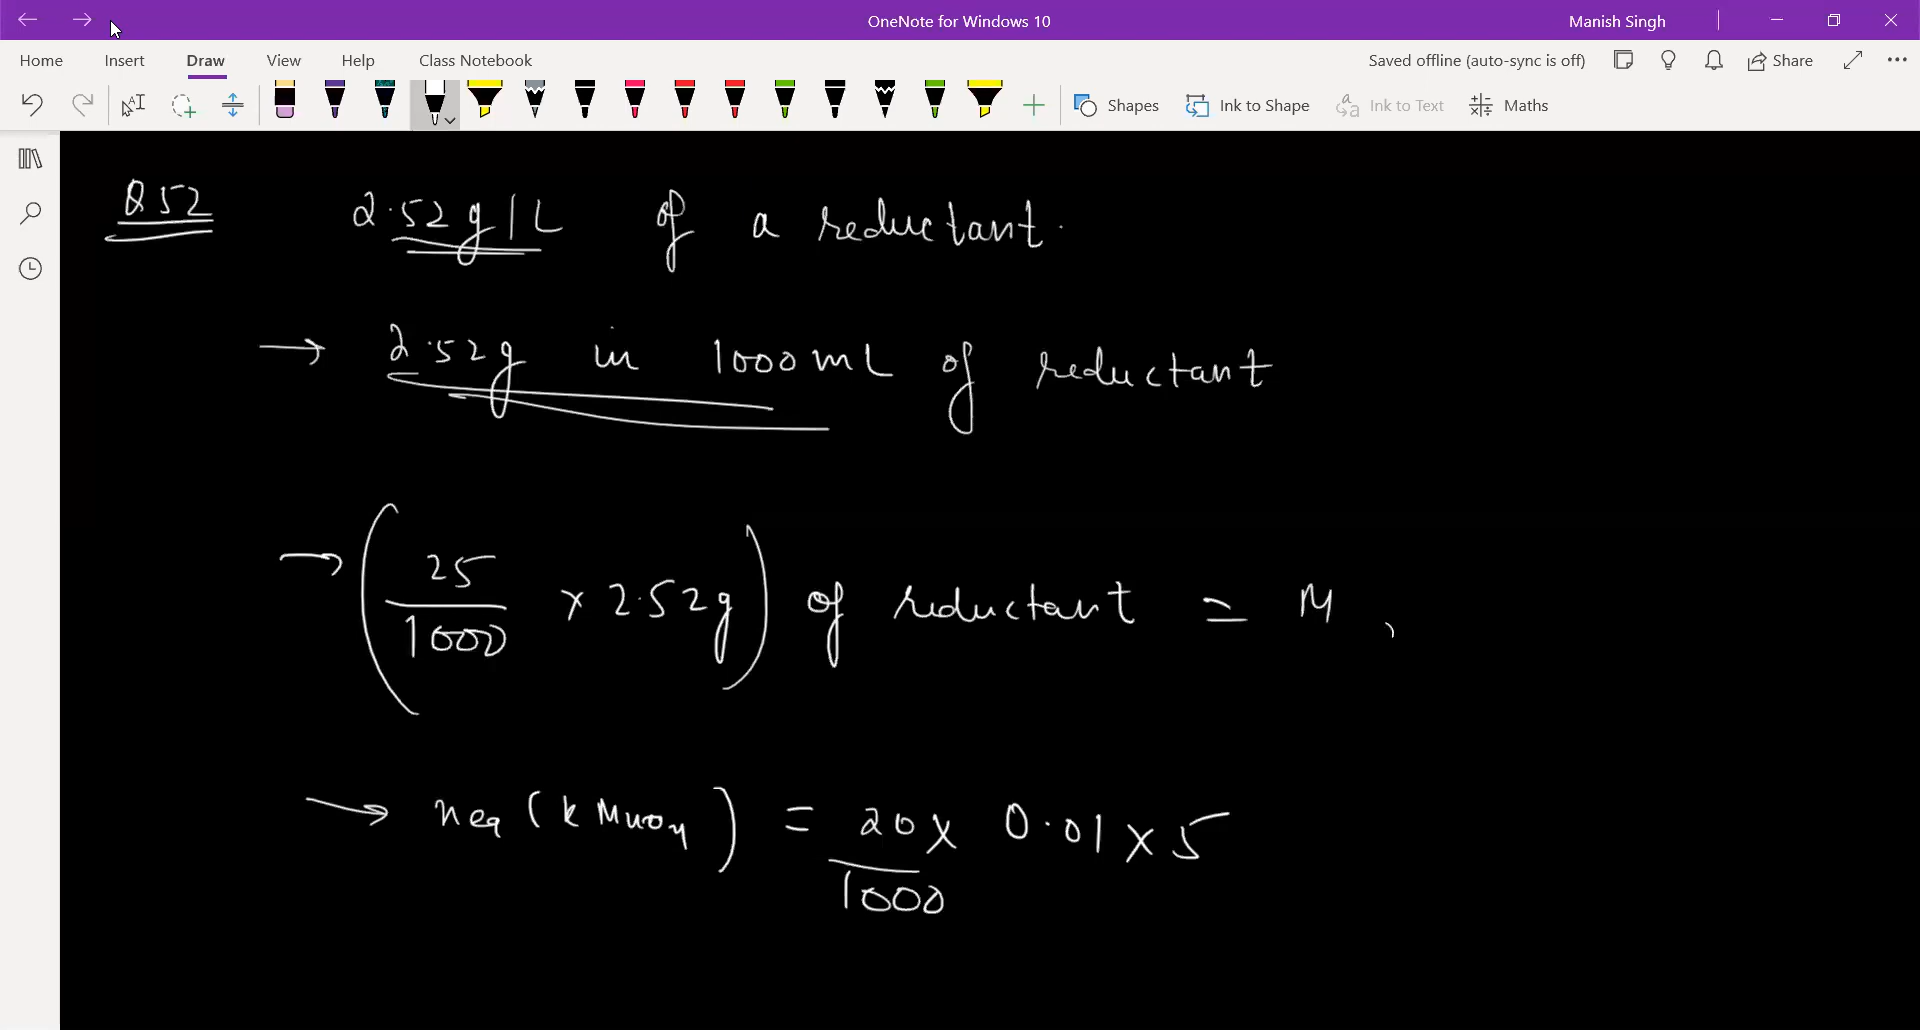 OneNote for Windows 10
Manish Singh
Home Insert Draw View Help Class Notebook
Saved offline (auto-sync is off) Share
Shapes Ink to Shape Ink to Text Maths
Q52 2.52g/L of a reductant.
→ 2.52g in 1000mL of reductant
→ (25/1000 × 2.52g) of reductant = M,
→ neq (KMnO4) = 20/1000 × 0.01 × 5